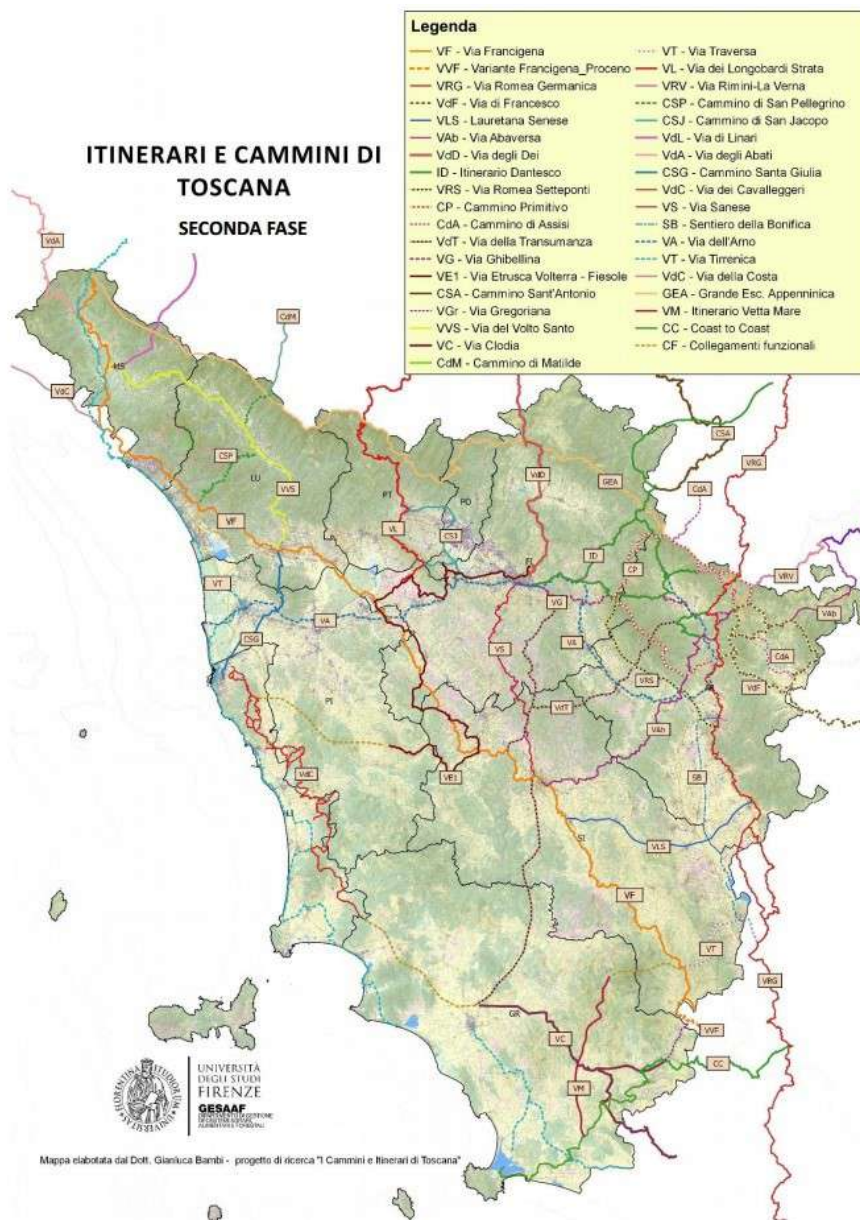 Legenda
VF - Via Francigena
VVF - Variante Francigena_Proceno
VRG - Via Romea Germanica
VdF - Via di Francesco
VLS - Lauretana Senese
VAb - Via Abaversa
VdD - Via degli Dei
ID - Itinerario Dantesco
VRS - Via Romea Setteponti
CP - Cammino Primitivo
CdA - Cammino di Assisi
VdT - Via della Transumanza
VG - Via Ghibellina
VE1 - Via Etrusca Volterra - Fiesole
CSA - Cammino Sant'Antonio
VGr - Via Gregoriana
VVS - Via del Volto Santo
VC - Via Clodia
CdM - Cammino di Matilde
VT - Via Traversa
VL - Via dei Longobardi Strata
VRV - Via Rimini-La Verna
CSP - Cammino di San Pellegrino
CSJ - Cammino di San Jacopo
VdL - Via di Linari
VdA - Via degli Abati
CSG - Cammino Santa Giulia
VdC - Via dei Cavalleggeri
VS - Via Sanese
SB - Sentiero della Bonifica
VA - Via dell'Arno
VT - Via Tirrenica
VdC - Via della Costa
GEA - Grande Esc. Appenninica
VM - Itinerario Vetta Mare
CC - Coast to Coast
CF - Collegamenti funzionali
ITINERARI E CAMMINI DI
TOSCANA
SECONDA FASE
VdA
CdM
MS
VdC
CSA
VRG
CSP
LU
VVS
PT
PO
VdD
GEA
CdA
VF
VL
CSJ
FI
ID
CP
VRV
VT
VG
VAb
CSG
VA
VS
VA
CdA
VRS
AR
VdF
PI
VdT
VAb
VdC
VE1
SB
LI
SI
VLS
VF
VT
VRG
GR
VC
VVF
CC
VM
UNIVERSITÀ
DEGLI STUDI
FIRENZE
GESAAF
Mappa elabotata dal Dott. Gianluca Bambi - progetto di ricerca "I Cammini e Itinerari di Toscana"